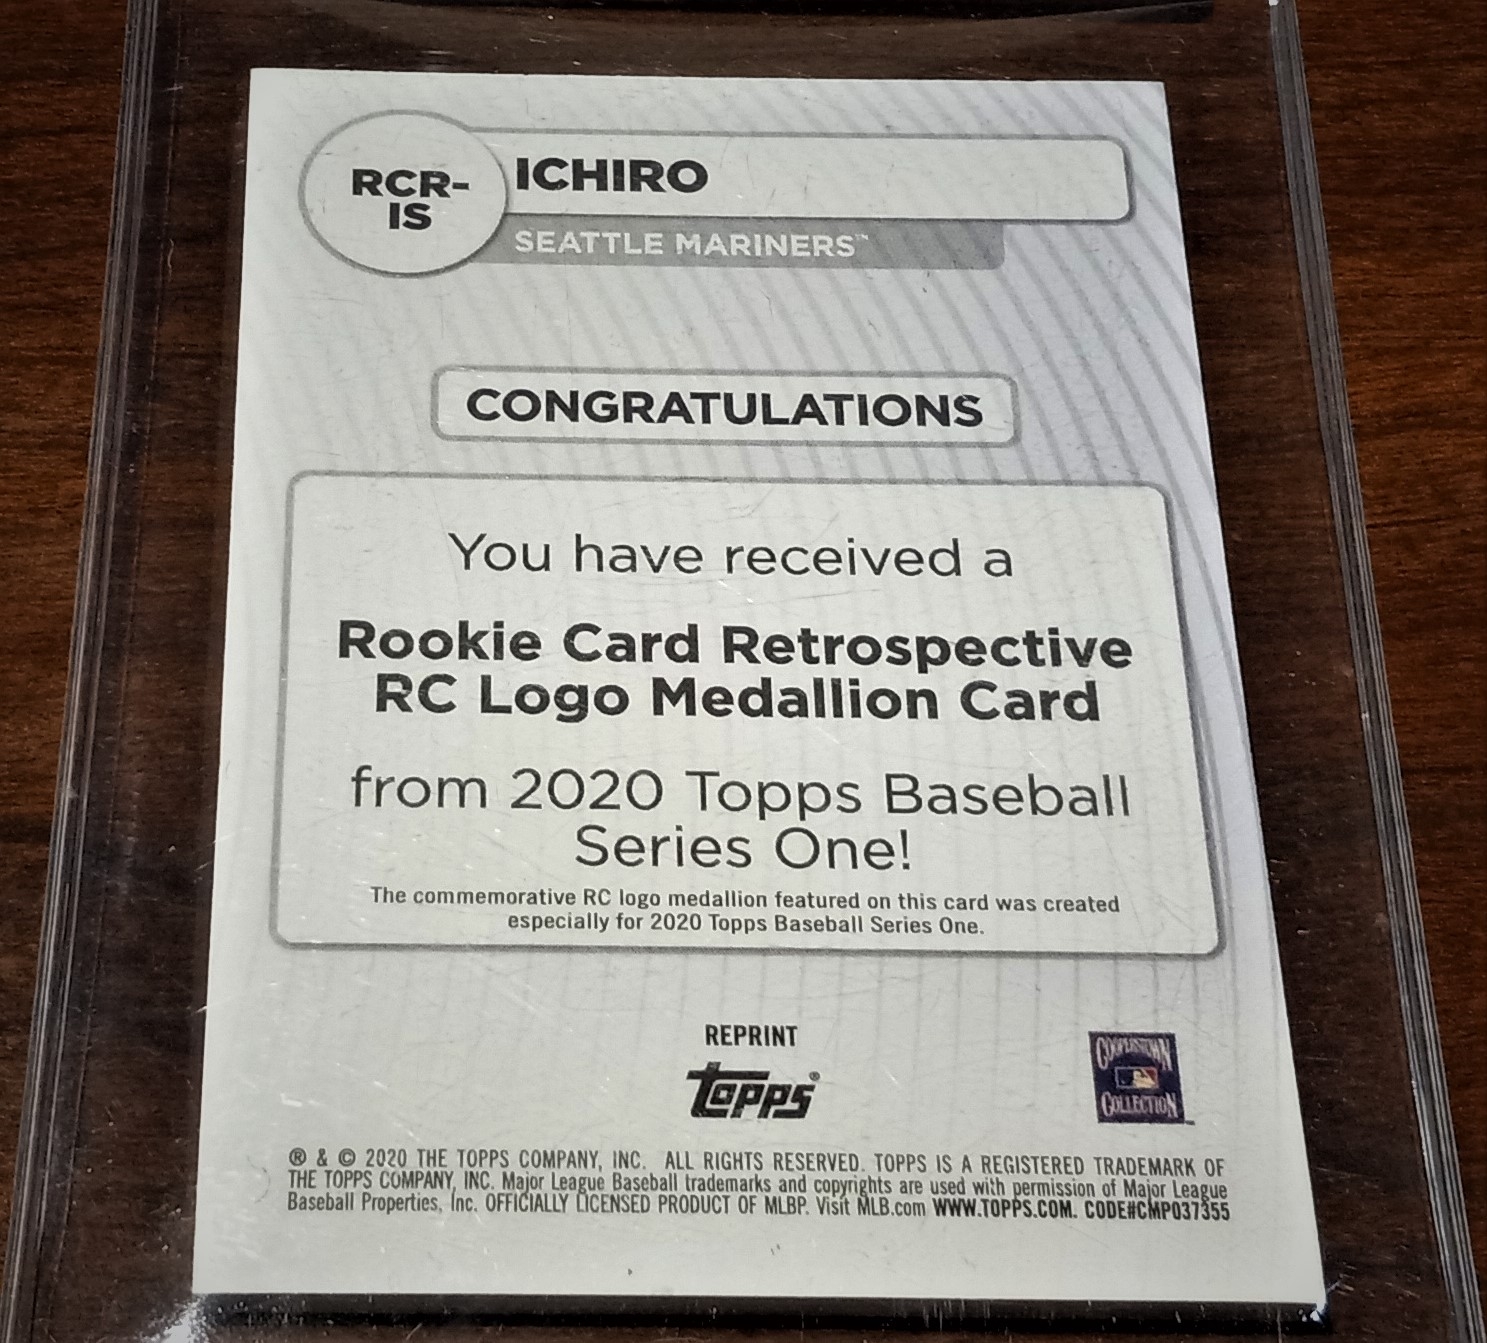 RCR-
IS
ICHIRO
SEATTLE MARINERS™
CONGRATULATIONS
You have received a
Rookie Card Retrospective
RC Logo Medallion Card
from 2020 Topps Baseball
Series One!
The commemorative RC logo medallion featured on this card was created
especially for 2020 Topps Baseball Series One.
REPRINT
topps®
COOPERSTOWN
COLLECTION
® & © 2020 THE TOPPS COMPANY, INC. ALL RIGHTS RESERVED. TOPPS IS A REGISTERED TRADEMARK OF
THE TOPPS COMPANY, INC. Major League Baseball trademarks and copyrights are used with permission of Major League
Baseball Properties, Inc. OFFICIALLY LICENSED PRODUCT OF MLBP. Visit MLB.com WWW.TOPPS.COM. CODE#CMP037355